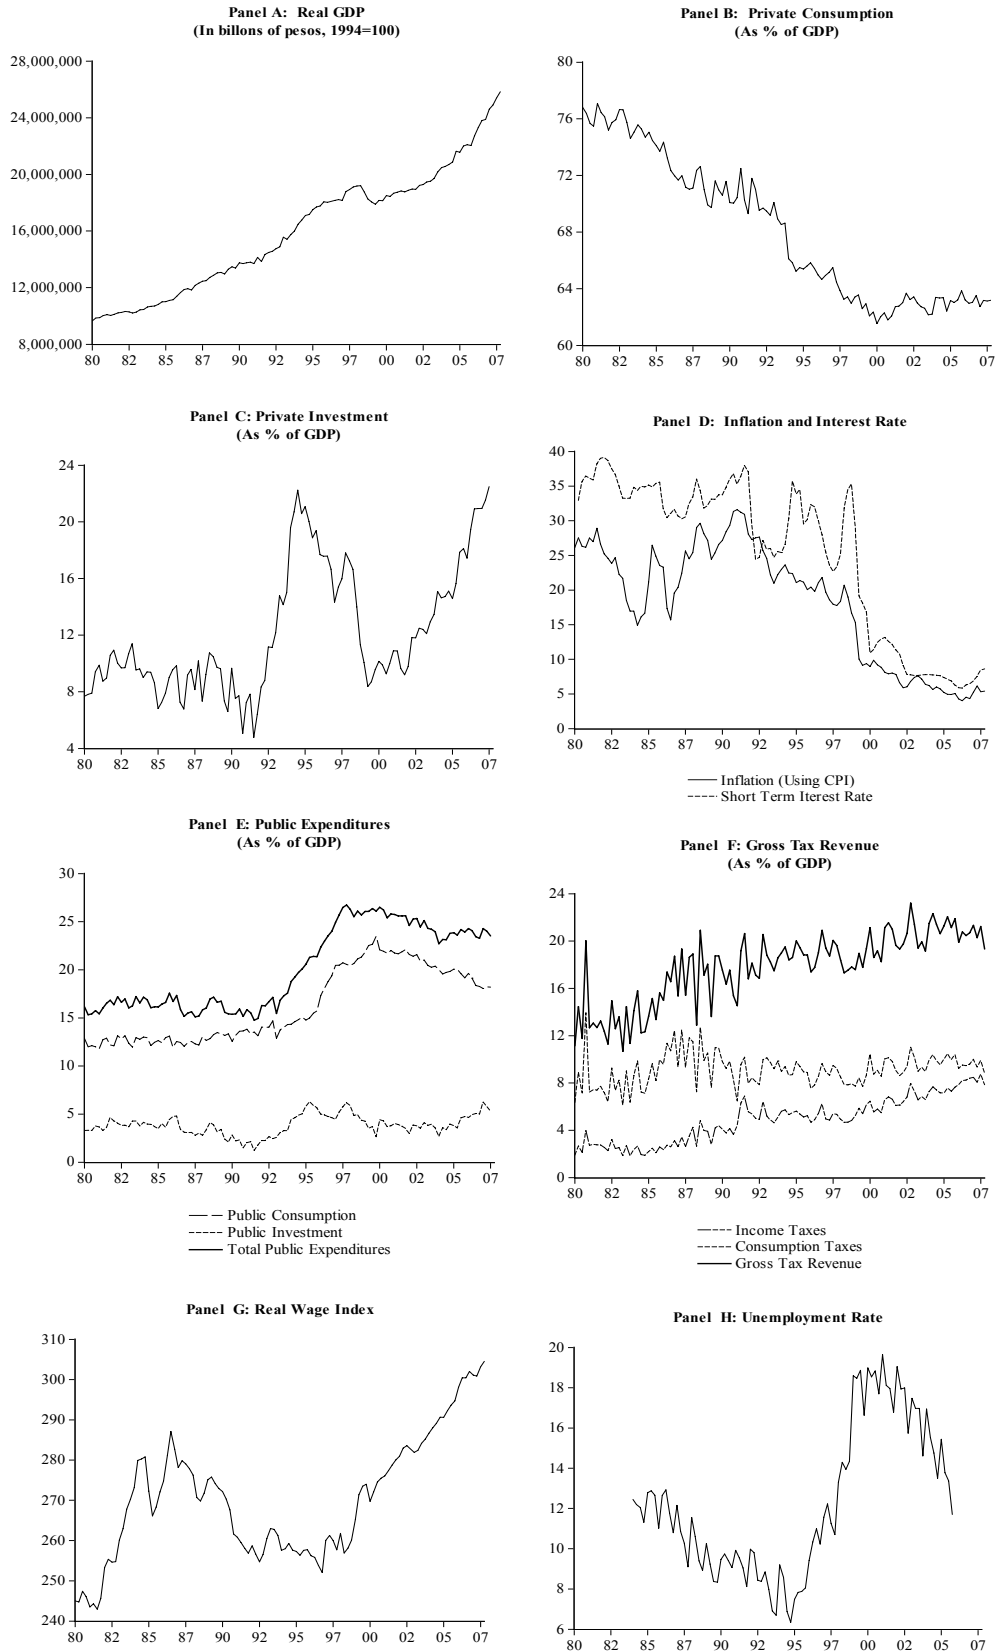 Panel A: Real GDP
(In billons of pesos, 1994=100)
28,000,000
24,000,000
20,000,000
16,000,000
12,000,000
8,000,000
80 82 85 87 90 92 95 97 00 02 05 07
Panel B: Private Consumption
(As % of GDP)
80
76
72
68
64
60
80 82 85 87 90 92 95 97 00 02 05 07
Panel C: Private Investment
(As % of GDP)
24
20
16
12
8
4
80 82 85 87 90 92 95 97 00 02 05 07
Panel D: Inflation and Interest Rate
40
35
30
25
20
15
10
5
0
80 82 85 87 90 92 95 97 00 02 05 07
Inflation (Using CPI)
Short Term Iterest Rate
Panel E: Public Expenditures
(As % of GDP)
30
25
20
15
10
5
0
80 82 85 87 90 92 95 97 00 02 05 07
Public Consumption
Public Investment
Total Public Expenditures
Panel F: Gross Tax Revenue
(As % of GDP)
24
20
16
12
8
4
0
80 82 85 87 90 92 95 97 00 02 05 07
Income Taxes
Consumption Taxes
Gross Tax Revenue
Panel G: Real Wage Index
310
300
290
280
270
260
250
240
80 82 85 87 90 92 95 97 00 02 05 07
Panel H: Unemployment Rate
20
18
16
14
12
10
8
6
80 82 85 87 90 92 95 97 00 02 05 07